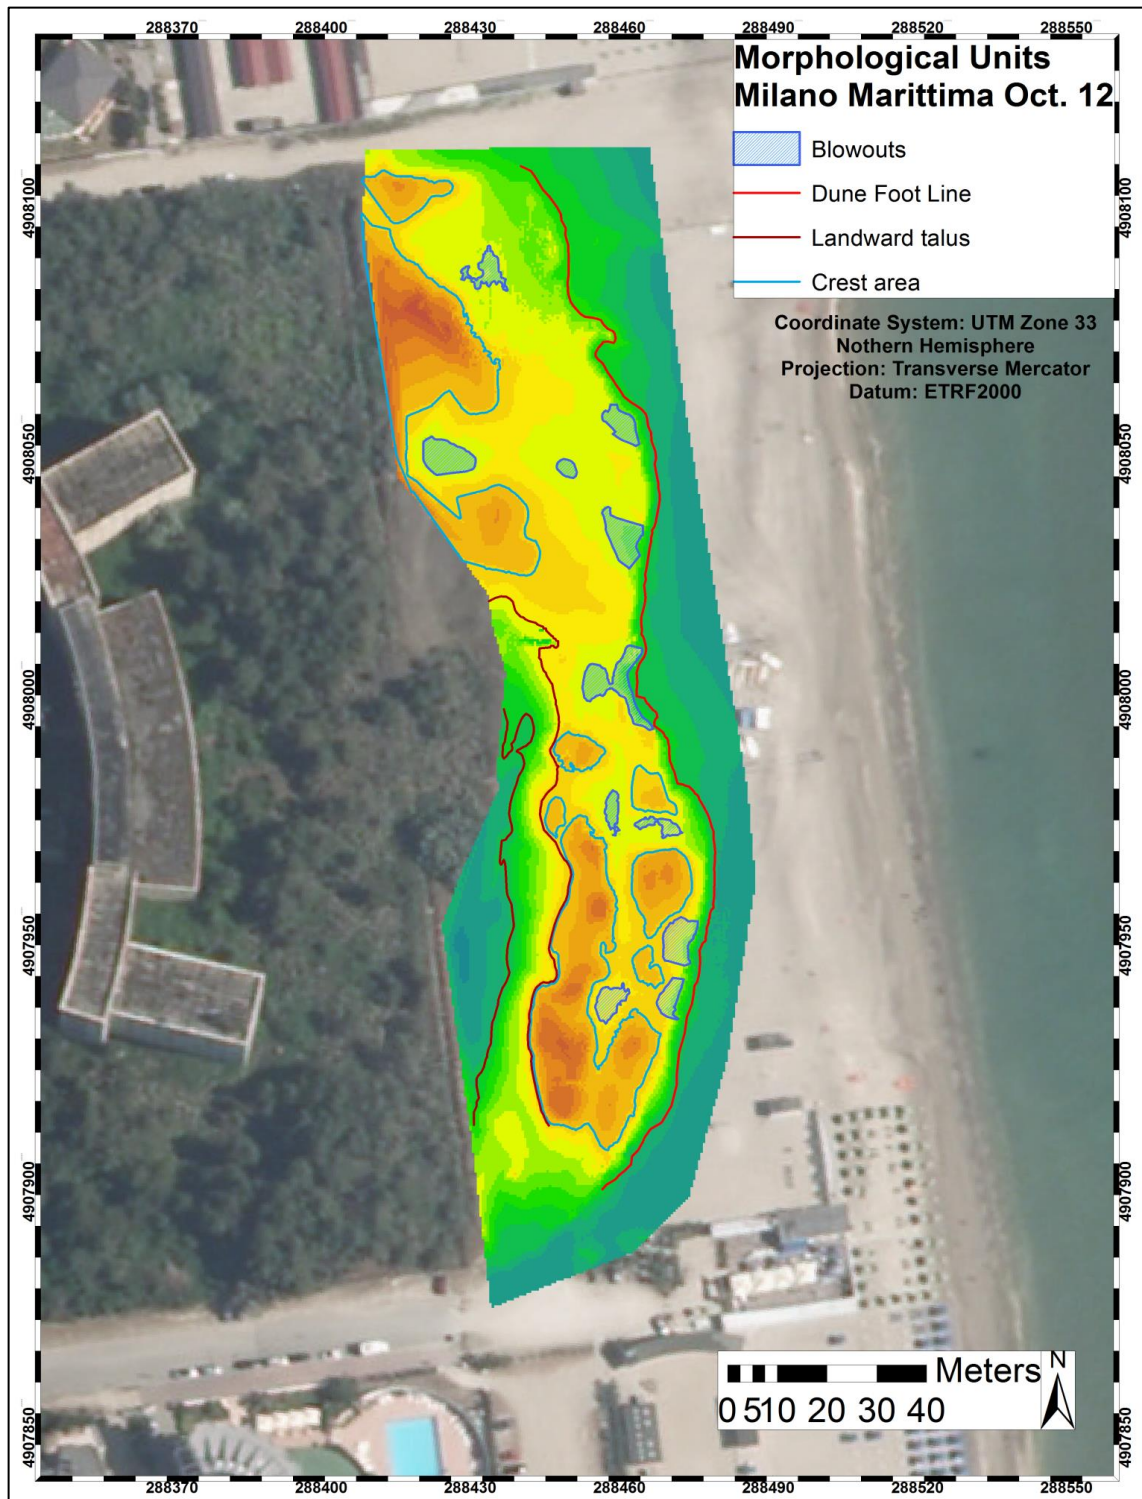 288370 288400 288430 288460 288490 288520 288550
Morphological Units
Milano Marittima Oct. 12
Blowouts
Dune Foot Line
Landward talus
Crest area
Coordinate System: UTM Zone 33
Nothern Hemisphere
Projection: Transverse Mercator
Datum: ETRF2000
4908100 4908100
4908050 4908050
4908000 4908000
4907950 4907950
4907900 4907900
4907850 4907850
Meters
0 5 10 20 30 40
N
288370 288400 288430 288460 288490 288520 288550